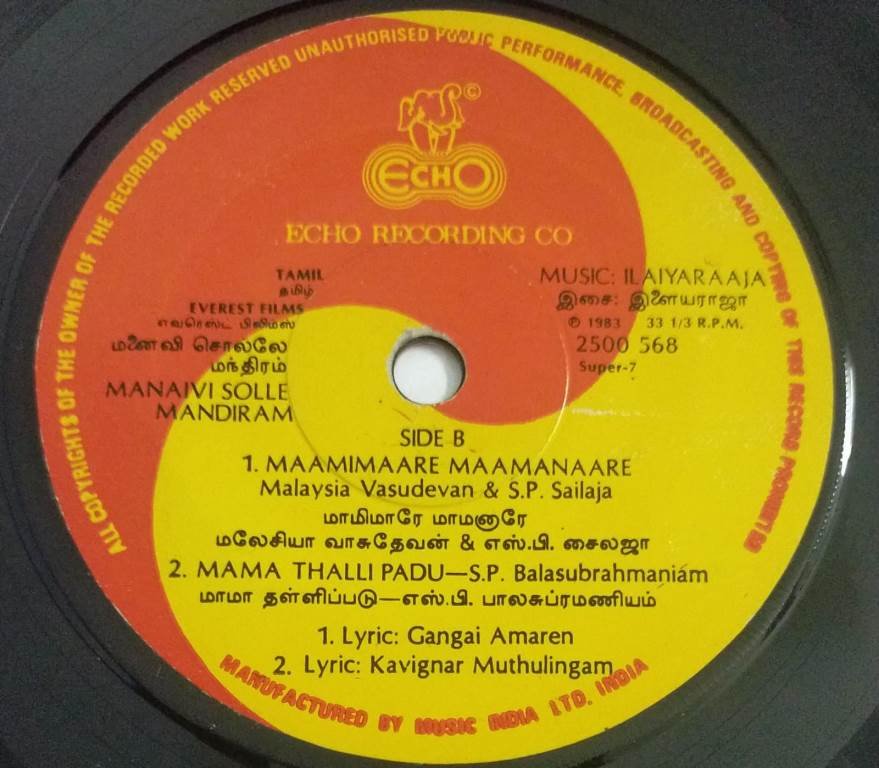 ALL COPYRIGHTS OF THE OWNER OF THE RECORDED WORK RESERVED UNAUTHORISED PUBLIC PERFORMANCE, BROADCASTING AND COPYING OF THIS RECORD PROHIBITED
©
ECHO
ECHO RECORDING CO
TAMIL
தமிழ்
EVEREST FILMS
எவரெஸ்ட் பிலிம்ஸ்
மனைவி சொல்லே
மந்திரம்
MANAIVI SOLLE
MANDIRAM
MUSIC: ILAIYARAAJA
இசை: இளையராஜா
℗ 1983 33 1/3 R.P.M.
2500 568
Super-7
SIDE B
1. MAAMIMAARE MAAMANAARE
Malaysia Vasudevan & S.P. Sailaja
மாமிமாரே மாமனாரே
மலேசியா வாசுதேவன் & எஸ்.பி. சைலஜா
2. MAMA THALLI PADU—S.P. Balasubrahmaniam
மாமா தள்ளிப்படு—எஸ்.பி. பாலசுப்ரமணியம்
1. Lyric: Gangai Amaren
2. Lyric: Kavignar Muthulingam
MANUFACTURED BY MUSIC INDIA LTD. INDIA